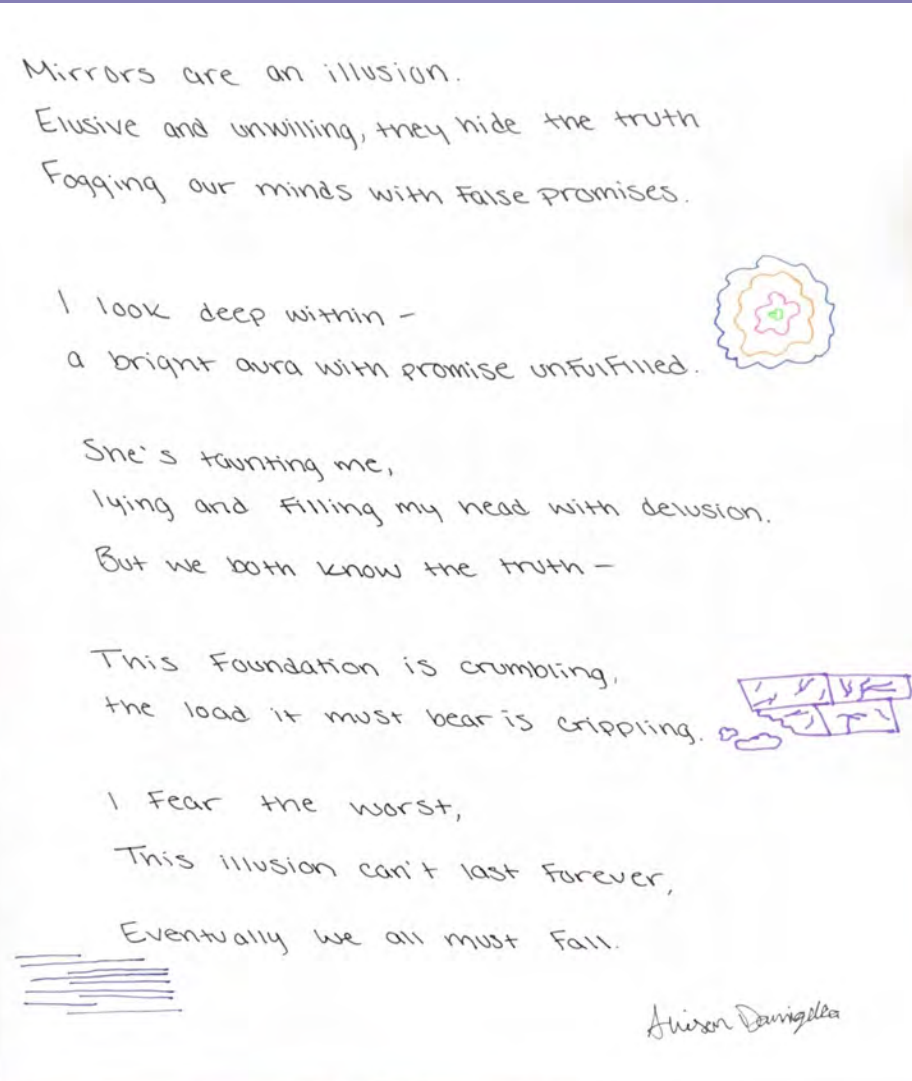 Mirrors are an illusion.
Elusive and unwilling, they hide the truth
Fogging our minds with false promises.
I look deep within -
a bright aura with promise unfulfilled.
She's taunting me,
lying and filling my head with delusion.
But we both know the truth -
This foundation is crumbling,
the load it must bear is crippling.
I fear the worst,
This illusion can't last forever,
Eventually we all must fall.